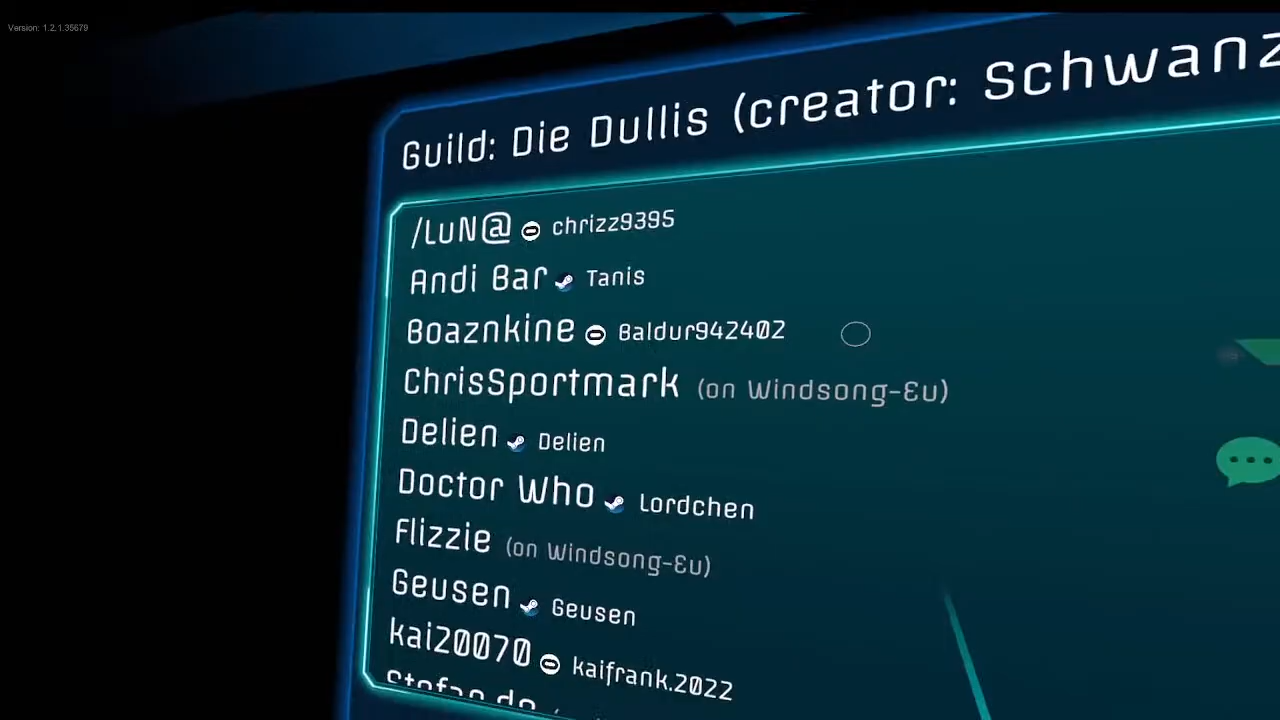 Version: 1.2.1.35679
Guild: Die Dullis (creator: Schwanz
/LuN@ chrizz9395
Andi Bar Tanis
Boaznkine Baldur942402
ChrisSportmark (on Windsong-Eu)
Delien Delien
Doctor Who Lordchen
Flizzie (on Windsong-Eu)
Geusen Geusen
kai20070 kaifrank.2022